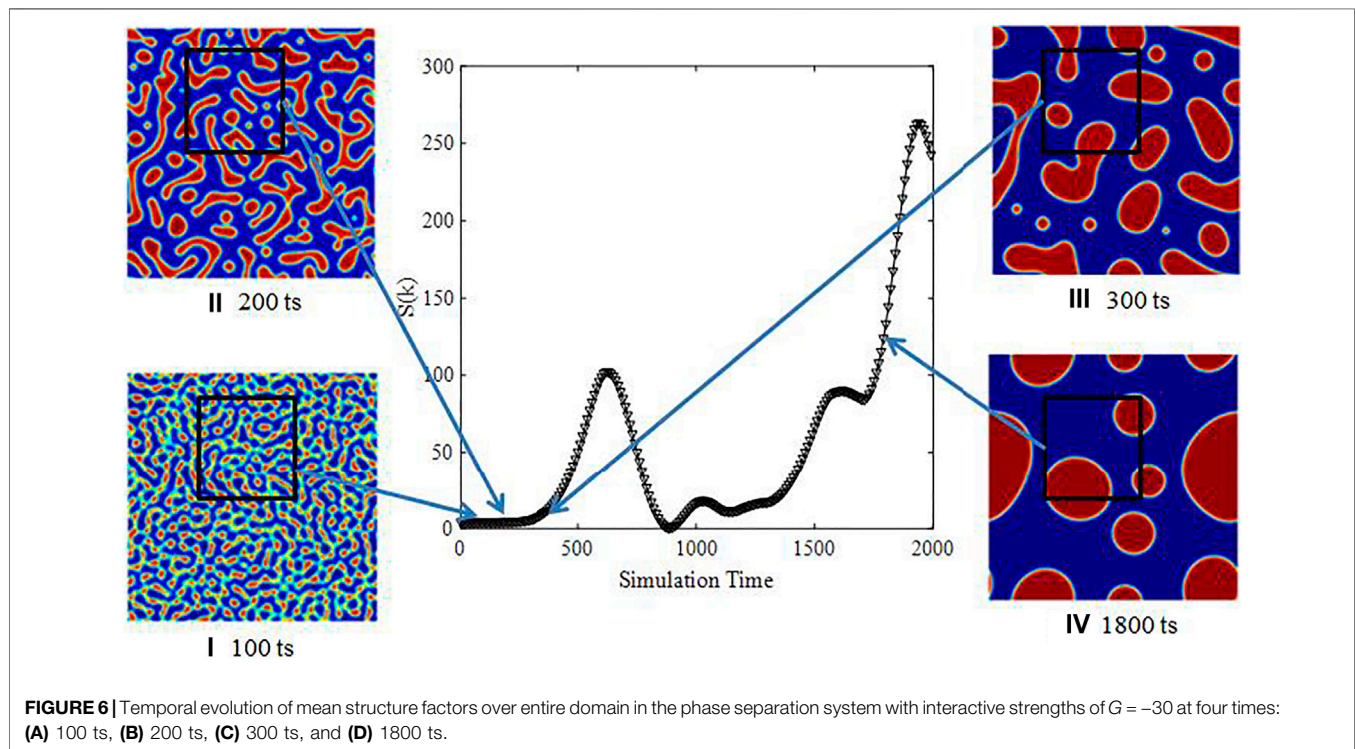 II 200 ts
I 100 ts
300
250
200
150
100
50
0
S(k)
0 500 1000 1500 2000
Simulation Time
III 300 ts
IV 1800 ts
FIGURE 6 | Temporal evolution of mean structure factors over entire domain in the phase separation system with interactive strengths of G = −30 at four times:
(A) 100 ts, (B) 200 ts, (C) 300 ts, and (D) 1800 ts.